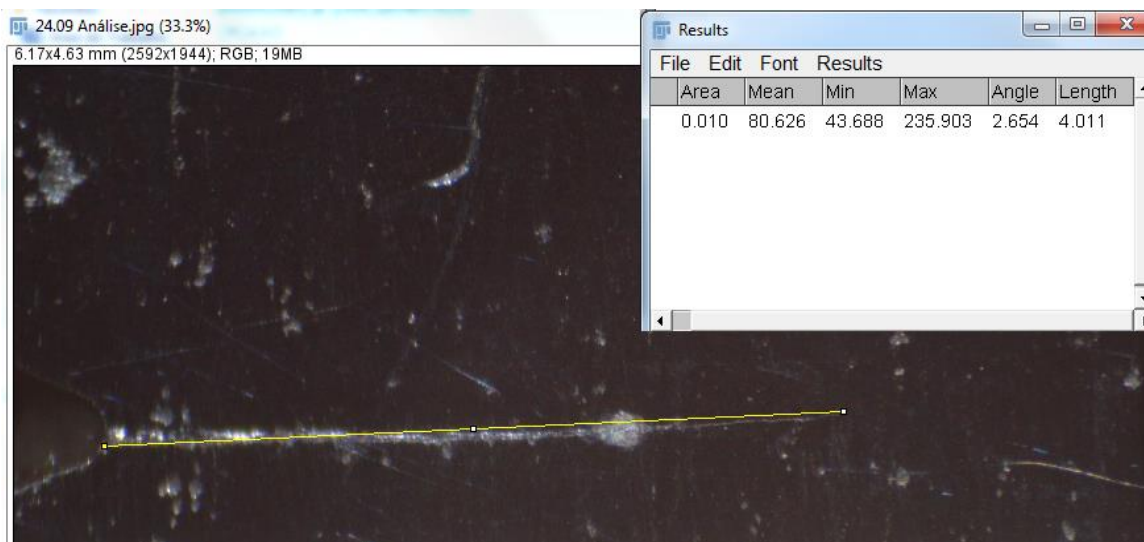 24.09 Análise.jpg (33.3%)
6.17x4.63 mm (2592x1944); RGB; 19MB
Results
File Edit Font Results
Area Mean Min Max Angle Length
0.010 80.626 43.688 235.903 2.654 4.011